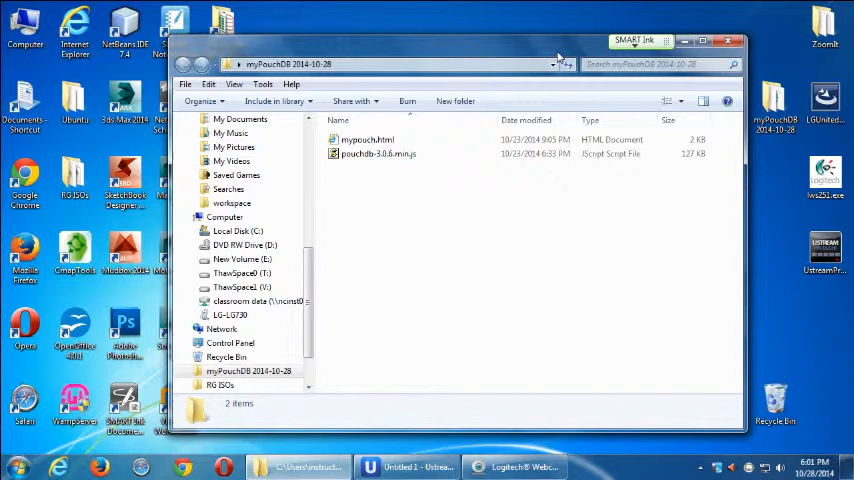 SMART Ink
myPouchDB 2014-10-28
Search myPouchDB 2014-10-28
File Edit View Tools Help
Organize Include in library Share with Burn New folder
Name Date modified Type Size
mypouch.html 10/23/2014 9:05 PM HTML Document 2 KB
pouchdb-3.0.6.min.js 10/23/2014 6:33 PM JScript Script File 127 KB
My Documents
My Music
My Pictures
My Videos
Saved Games
Searches
workspace
Computer
Local Disk (C:)
DVD RW Drive (D:)
New Volume (E:)
ThawSpace0 (T:)
ThawSpace1 (V:)
classroom data (\\ncinst0
LG-LG730
Network
Control Panel
Recycle Bin
myPouchDB 2014-10-28
RG ISOs
2 items
Computer
Internet Explorer
NetBeans IDE 7.4
Documents - Shortcut
Ubuntu
3ds Max 2014
Google Chrome
RG ISOs
SketchBook Designer ...
Mozilla Firefox
CmapTools
Mudbox 2014
Opera
OpenOffice 4.0.1
Adobe Photosh...
Safari
Wampserver
SMART Ink Docume...
ZoomIt
myPouchDB 2014-10-28
LGUnited...
lws251.exe
UstreamPr...
Recycle Bin
C:\Users\instruct...
Untitled 1 - Ustrea...
Logitech® Webc...
6:01 PM
10/28/2014